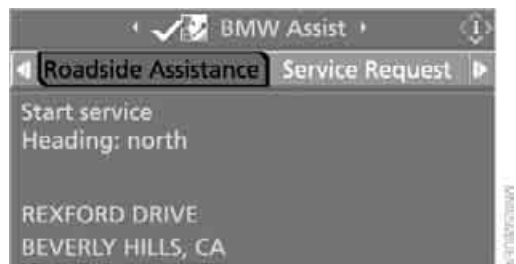 BMW Assist
Roadside Assistance Service Request
Start service
Heading: north
REXFORD DRIVE
BEVERLY HILLS, CA